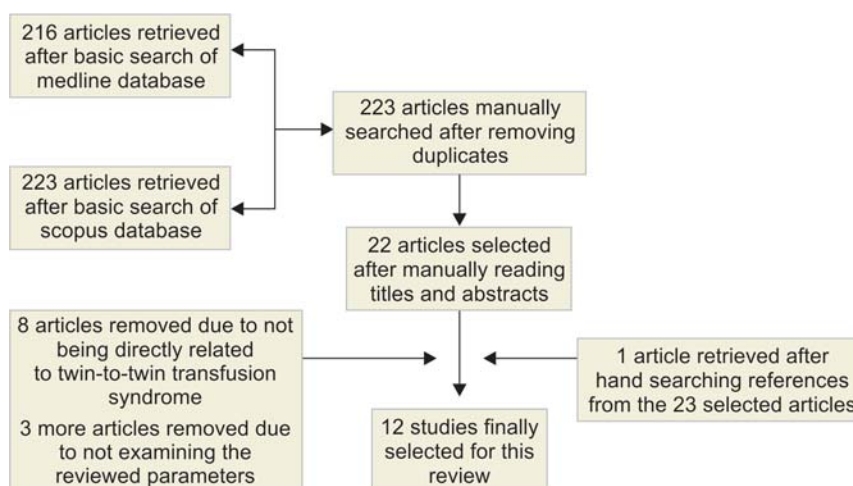 216 articles retrieved
after basic search of
medline database
223 articles manually
searched after removing
duplicates
223 articles retrieved
after basic search of
scopus database
22 articles selected
after manually reading
titles and abstracts
8 articles removed due to not
being directly related
to twin-to-twin transfusion
syndrome
3 more articles removed due
to not examining the
reviewed parameters
1 article retrieved after
hand searching references
from the 23 selected articles
12 studies finally
selected for this
review